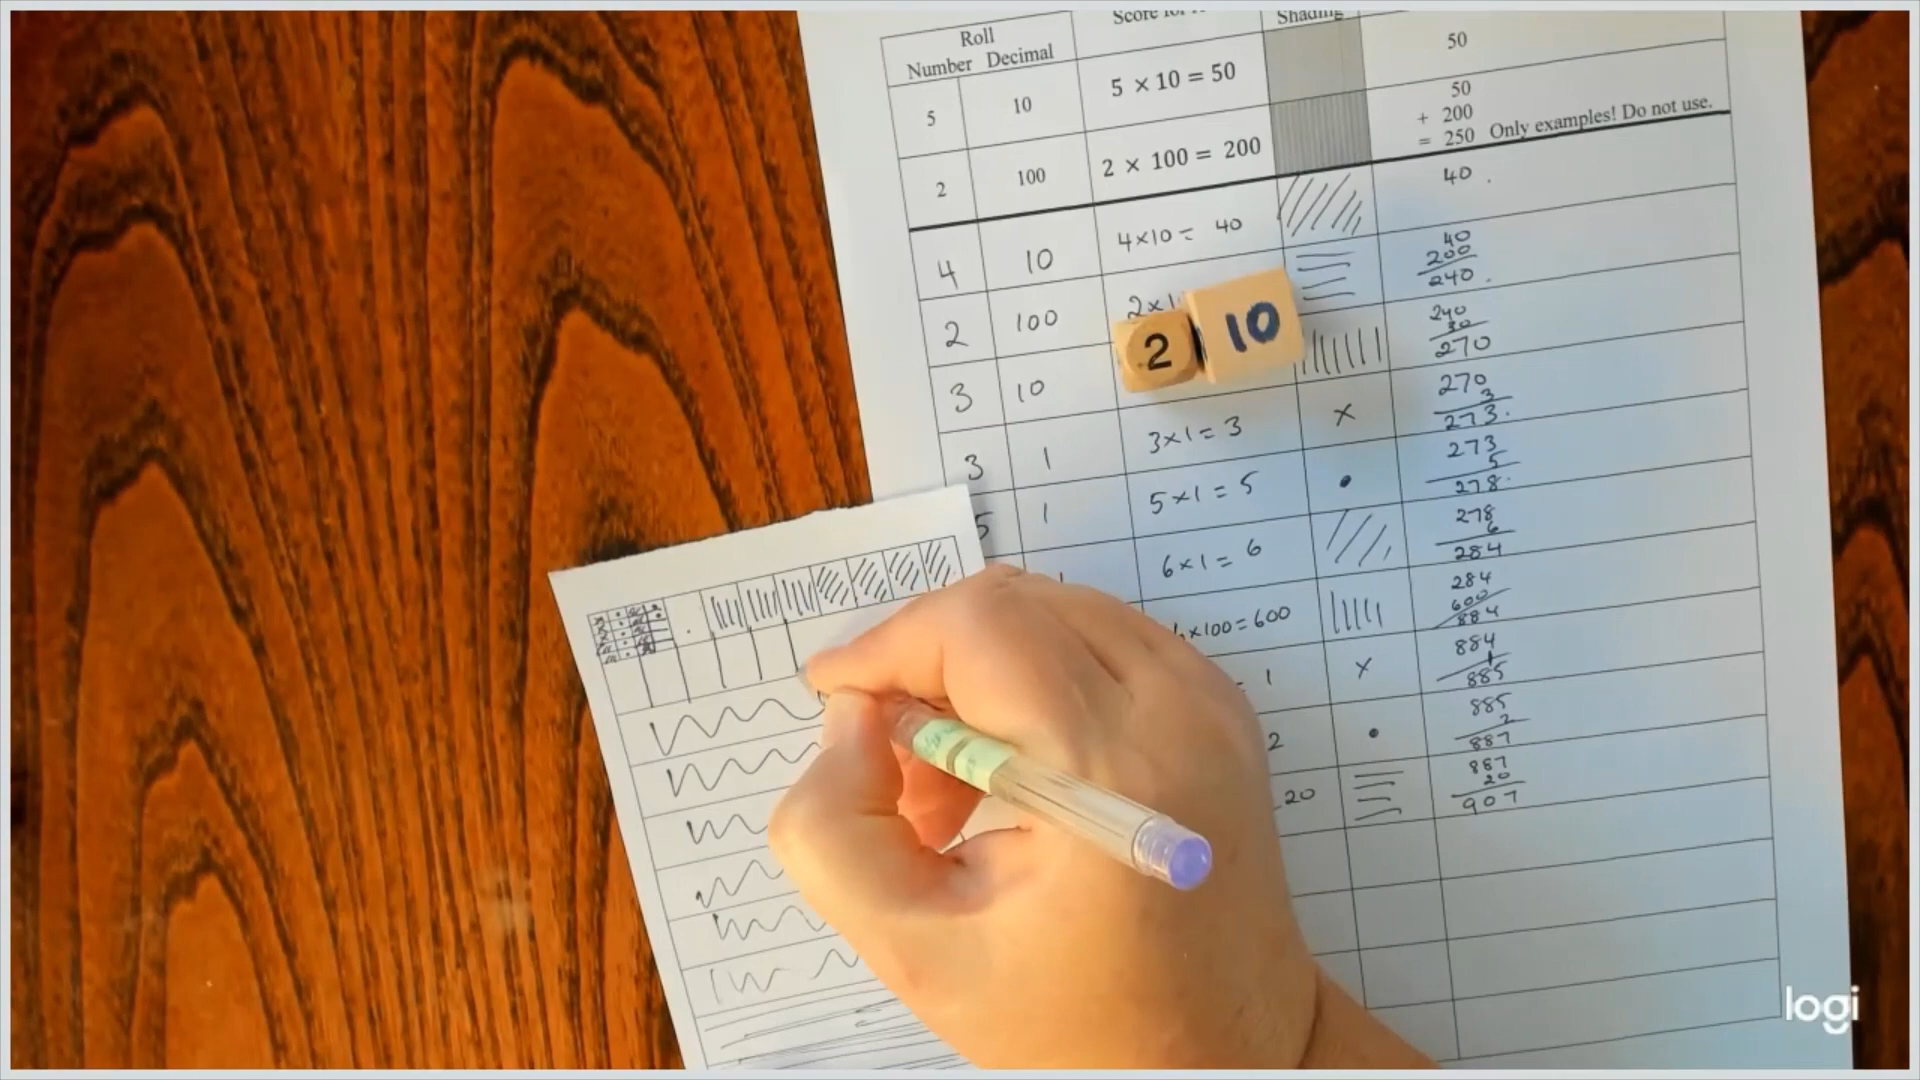 Roll
Number Decimal
Shading
5 10 5 × 10 = 50 50
2 100 2 × 100 = 200 50
+ 200
= 250 Only examples! Do not use.
4 10 4×10 = 40 40 .
2 100 2×1 40
200
240 .
3 10 240
30
270
2 10
3 1 3×1 = 3 × 270
3
273.
5 1 5×1 = 5 • 273
5
278.
6×1 = 6 278
6
284
×100=600 284
600
884
1 × 884
1
885
2 • 885
2
887
20 887
20
907
logi